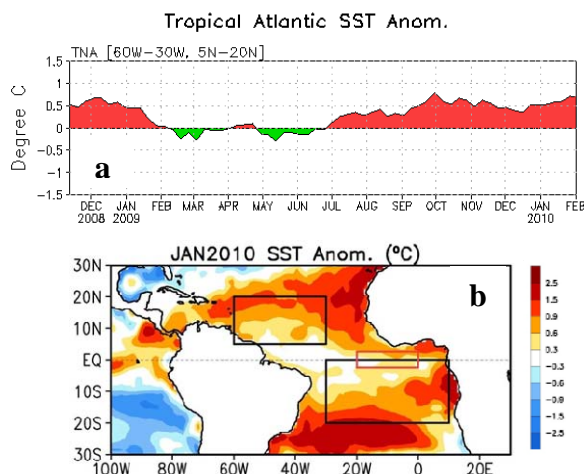 Tropical Atlantic SST Anom.
TNA [60W-30W, 5N-20N]
Degree C
1.5
1
0.5
0
-0.5
-1
-1.5
a
DEC JAN FEB MAR APR MAY JUN JUL AUG SEP OCT NOV DEC JAN FEB
2008 2009 2010
JAN2010 SST Anom. (ºC)
b
30N
20N
10N
EQ
10S
20S
30S
100W 80W 60W 40W 20W 0 20E
2.5
1.5
0.9
0.6
0.3
-0.3
-0.6
-0.9
-1.5
-2.5